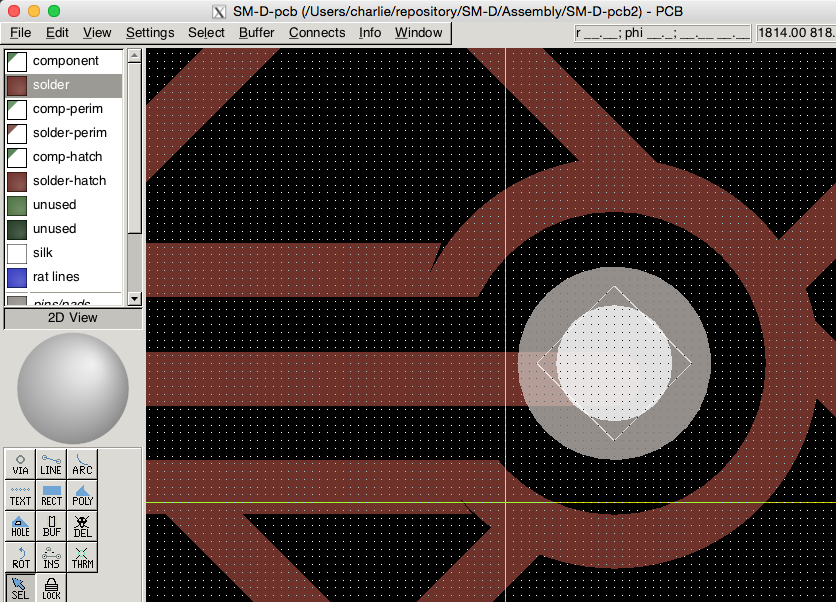 SM-D-pcb (/Users/charlie/repository/SM-D/Assembly/SM-D-pcb2) - PCB
File Edit View Settings Select Buffer Connects Info Window
r __.__; phi __._; __.__ __.__
1814.00 818.
component
solder
comp-perim
solder-perim
comp-hatch
solder-hatch
unused
unused
silk
rat lines
pins/pads
2D View
VIA LINE ARC
TEXT RECT POLY
HOLE BUF DEL
ROT INS THRM
SEL LOCK